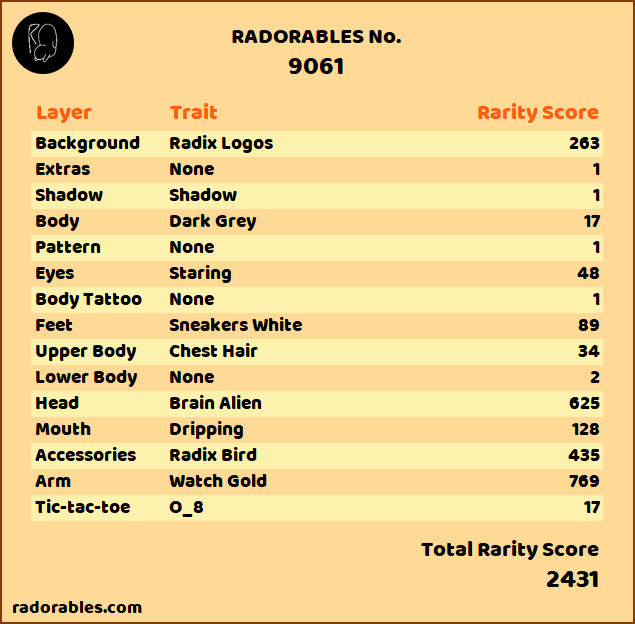 RADORABLES No.
9061
Layer Trait Rarity Score
Background Radix Logos 263
Extras None 1
Shadow Shadow 1
Body Dark Grey 17
Pattern None 1
Eyes Staring 48
Body Tattoo None 1
Feet Sneakers White 89
Upper Body Chest Hair 34
Lower Body None 2
Head Brain Alien 625
Mouth Dripping 128
Accessories Radix Bird 435
Arm Watch Gold 769
Tic-tac-toe O_8 17
Total Rarity Score
2431
radorables.com